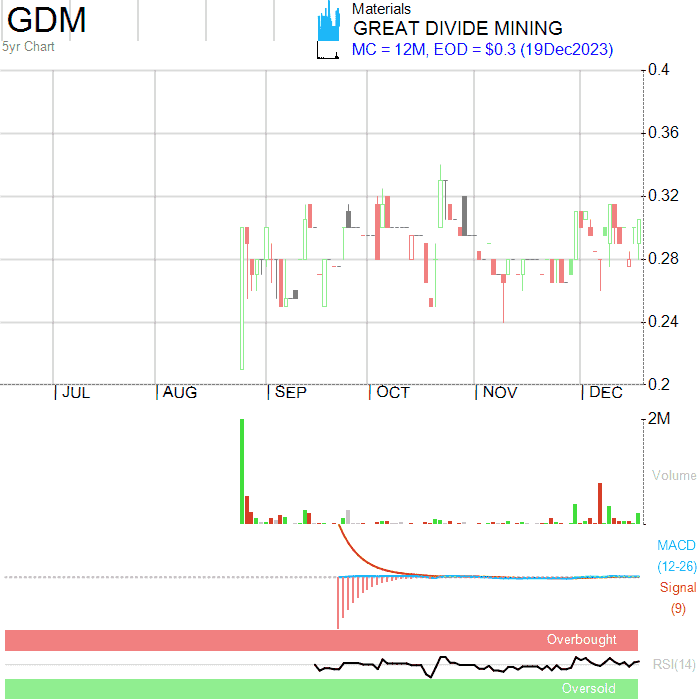 GDM
5yr Chart
Materials
GREAT DIVIDE MINING
MC = 12M, EOD = $0.3 (19Dec2023)
0.4
0.36
0.32
0.28
0.24
0.2
JUL AUG SEP OCT NOV DEC
2M
Volume
MACD
(12-26)
Signal
(9)
Overbought
RSI(14)
Oversold